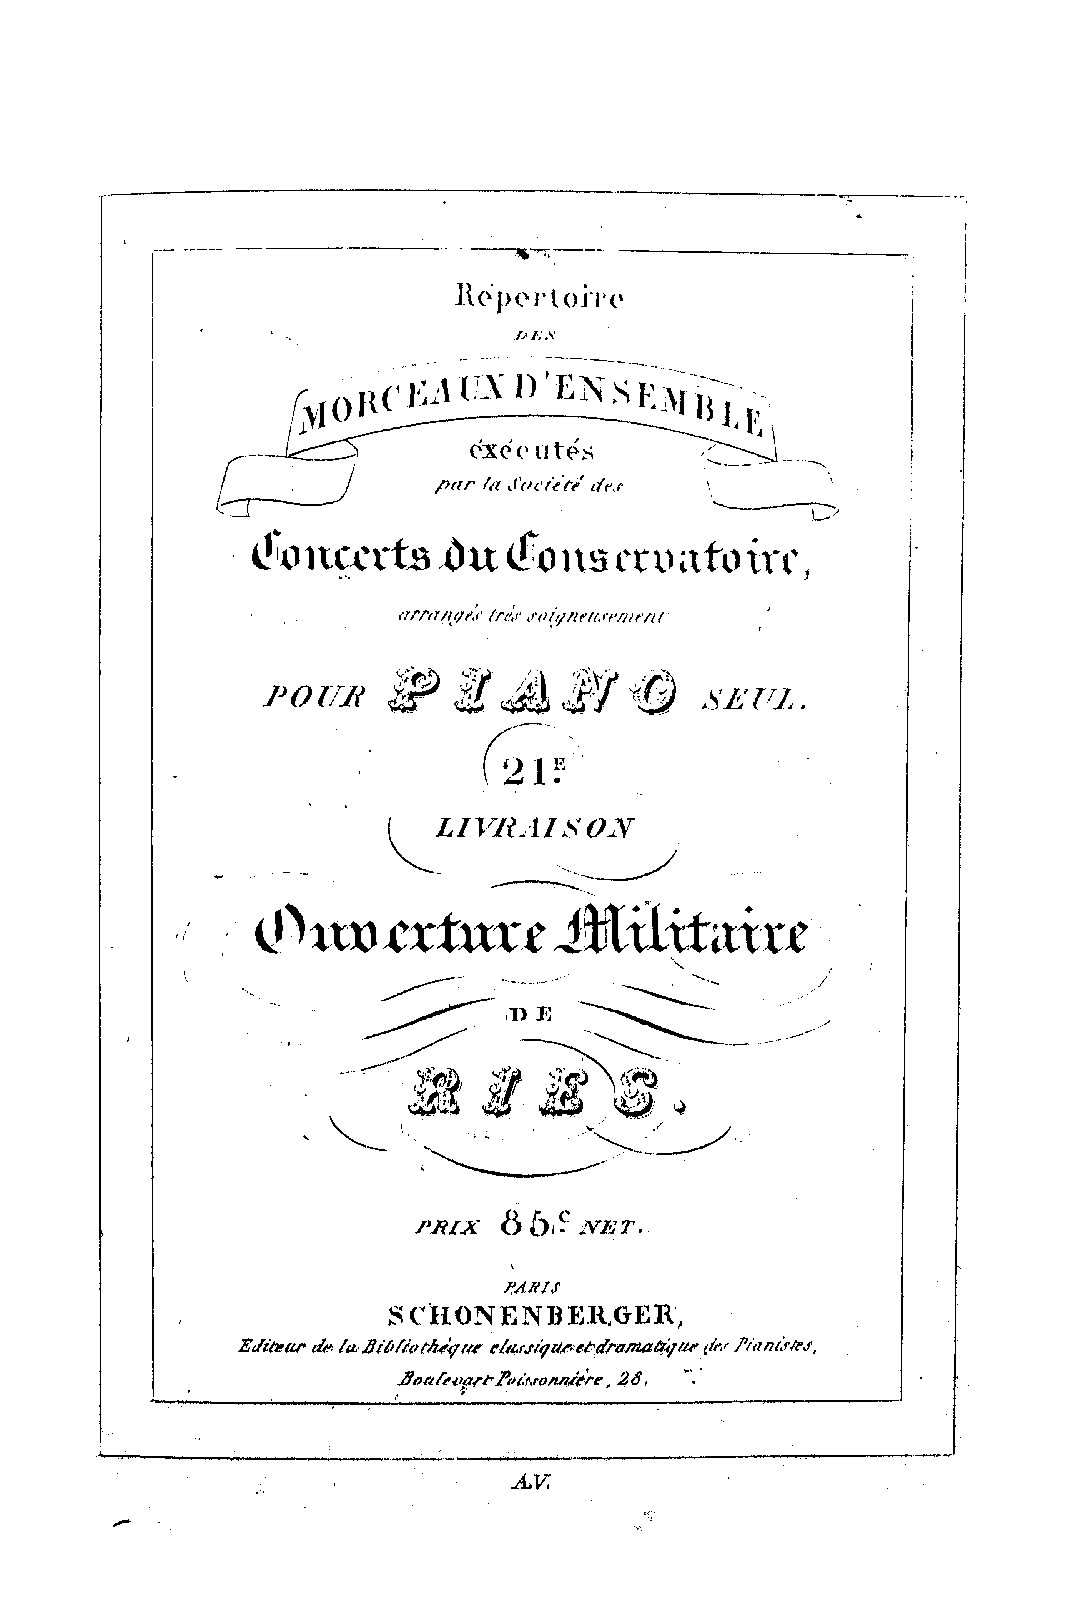 Répertoire
DES
MORCEAUX D'ENSEMBLE
éxécutés
par la Société des
Concerts du Conservatoire,
arrangés très soigneusement
POUR PIANO SEUL.
21.E
LIVRAISON
Ouverture Militaire
DE
RIES.
PRIX 85.c NET.
PARIS
SCHONENBERGER,
Editeur de la Bibliothèque classique et dramatique des Pianistes,
Boulevart Poissonnière, 28.
A.V.